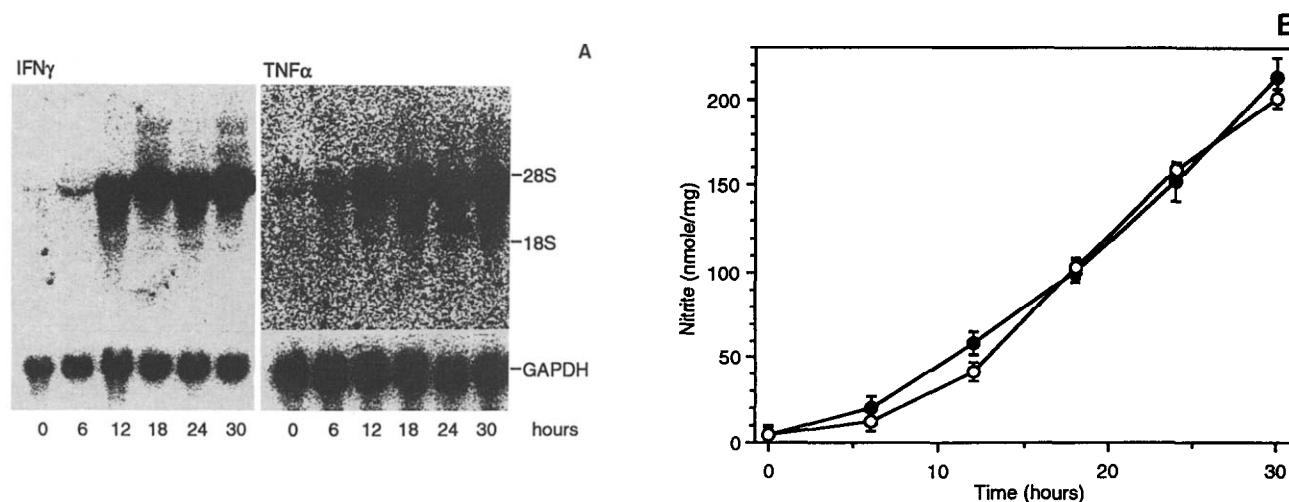 A
IFNγ
TNFα
28S
18S
GAPDH
0 6 12 18 24 30 0 6 12 18 24 30 hours
B
Nitrite (nmole/mg)
200
150
100
50
0
0 10 20 30
Time (hours)